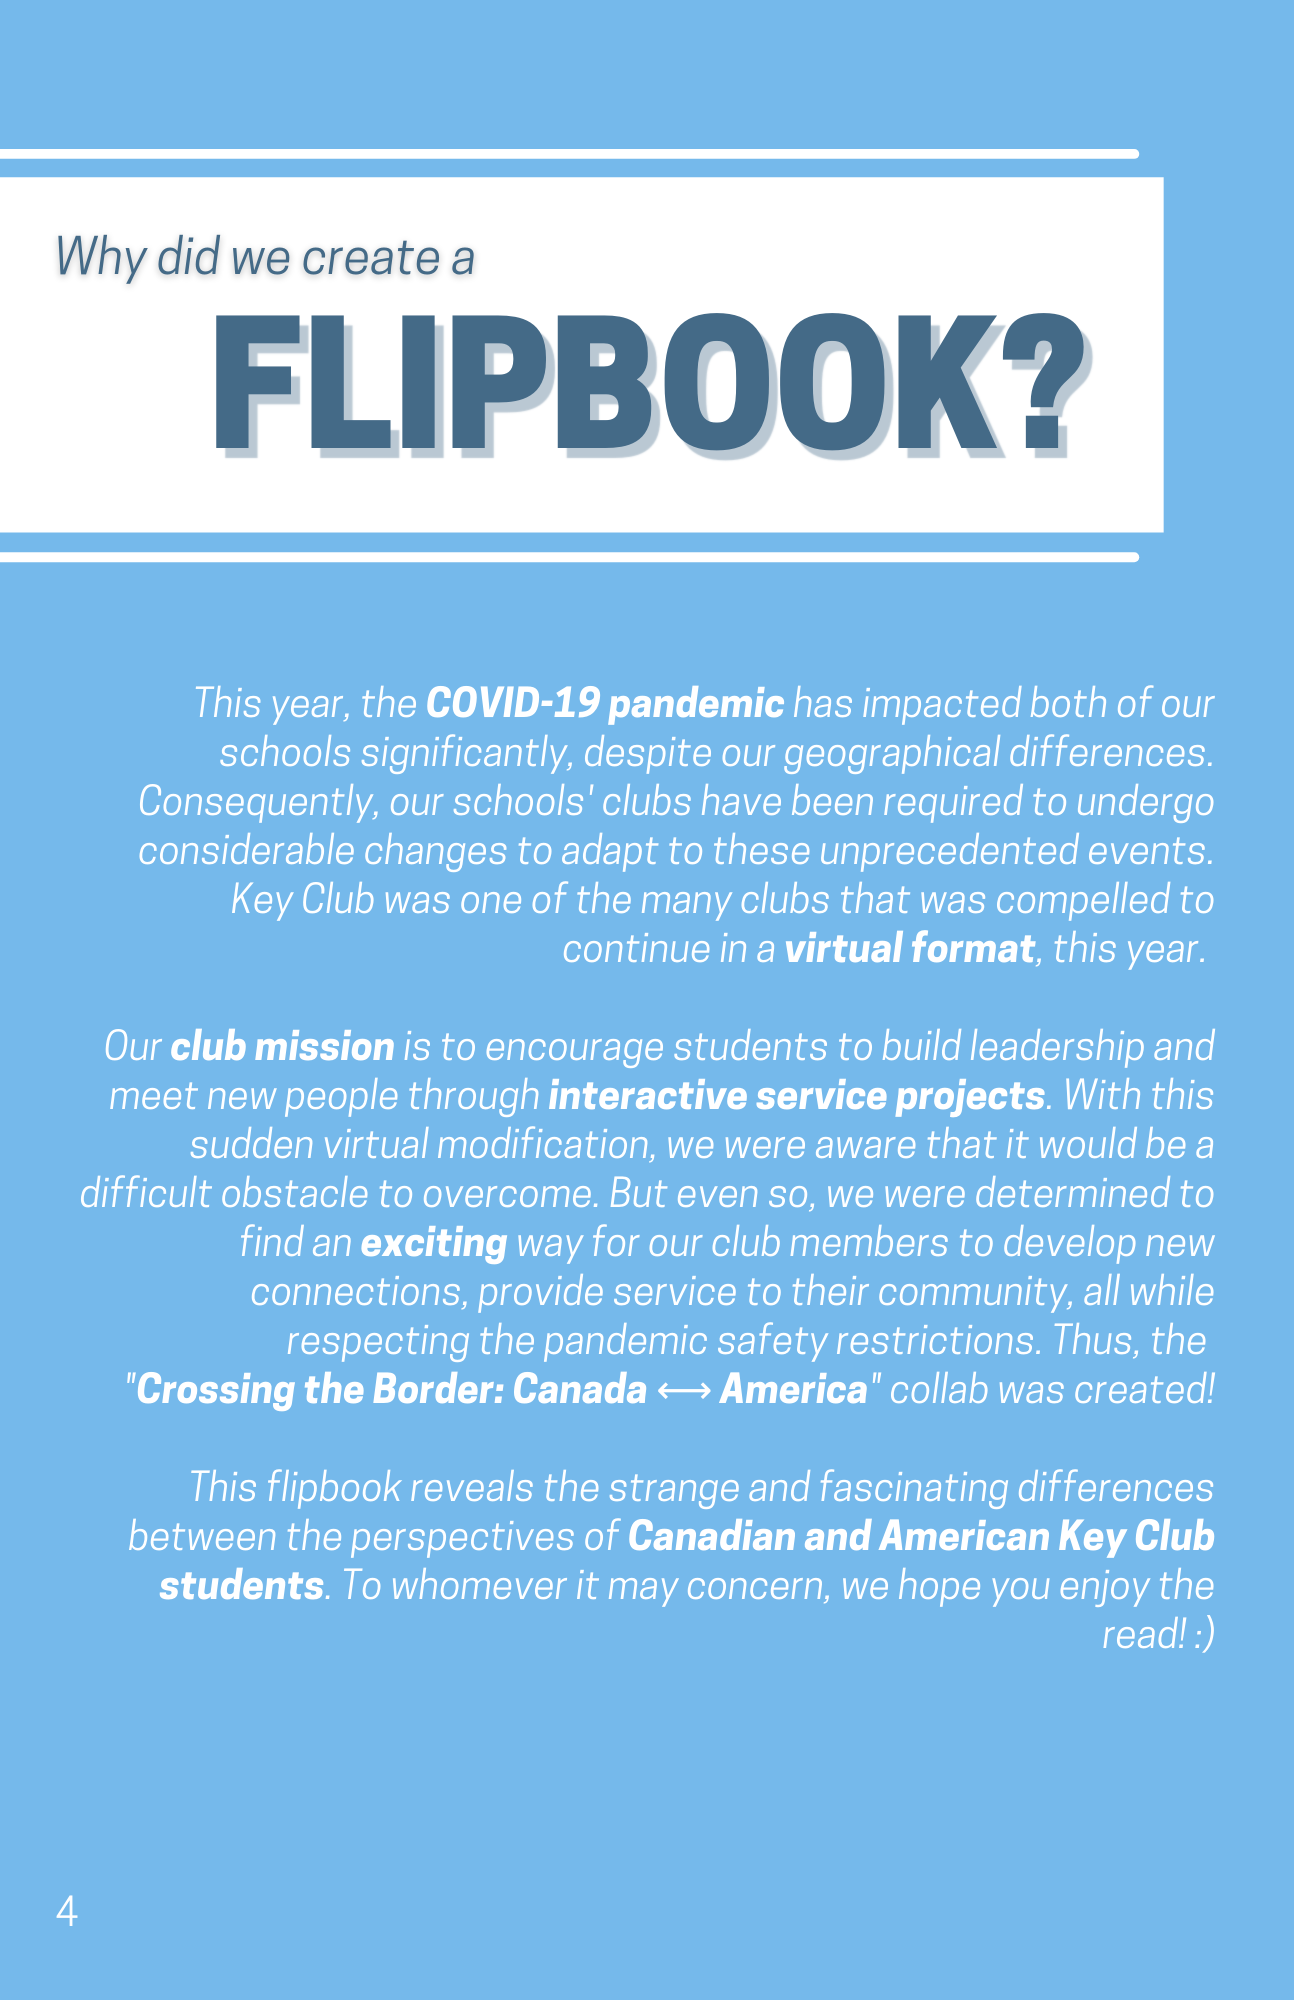 Why did we create a
FLIPBOOK?
This year, the COVID-19 pandemic has impacted both of our
schools significantly, despite our geographical differences.
Consequently, our schools' clubs have been required to undergo
considerable changes to adapt to these unprecedented events.
Key Club was one of the many clubs that was compelled to
continue in a virtual format, this year.
Our club mission is to encourage students to build leadership and
meet new people through interactive service projects. With this
sudden virtual modification, we were aware that it would be a
difficult obstacle to overcome. But even so, we were determined to
find an exciting way for our club members to develop new
connections, provide service to their community, all while
respecting the pandemic safety restrictions. Thus, the
"Crossing the Border: Canada ⟷ America" collab was created!
This flipbook reveals the strange and fascinating differences
between the perspectives of Canadian and American Key Club
students. To whomever it may concern, we hope you enjoy the
read! :)
4